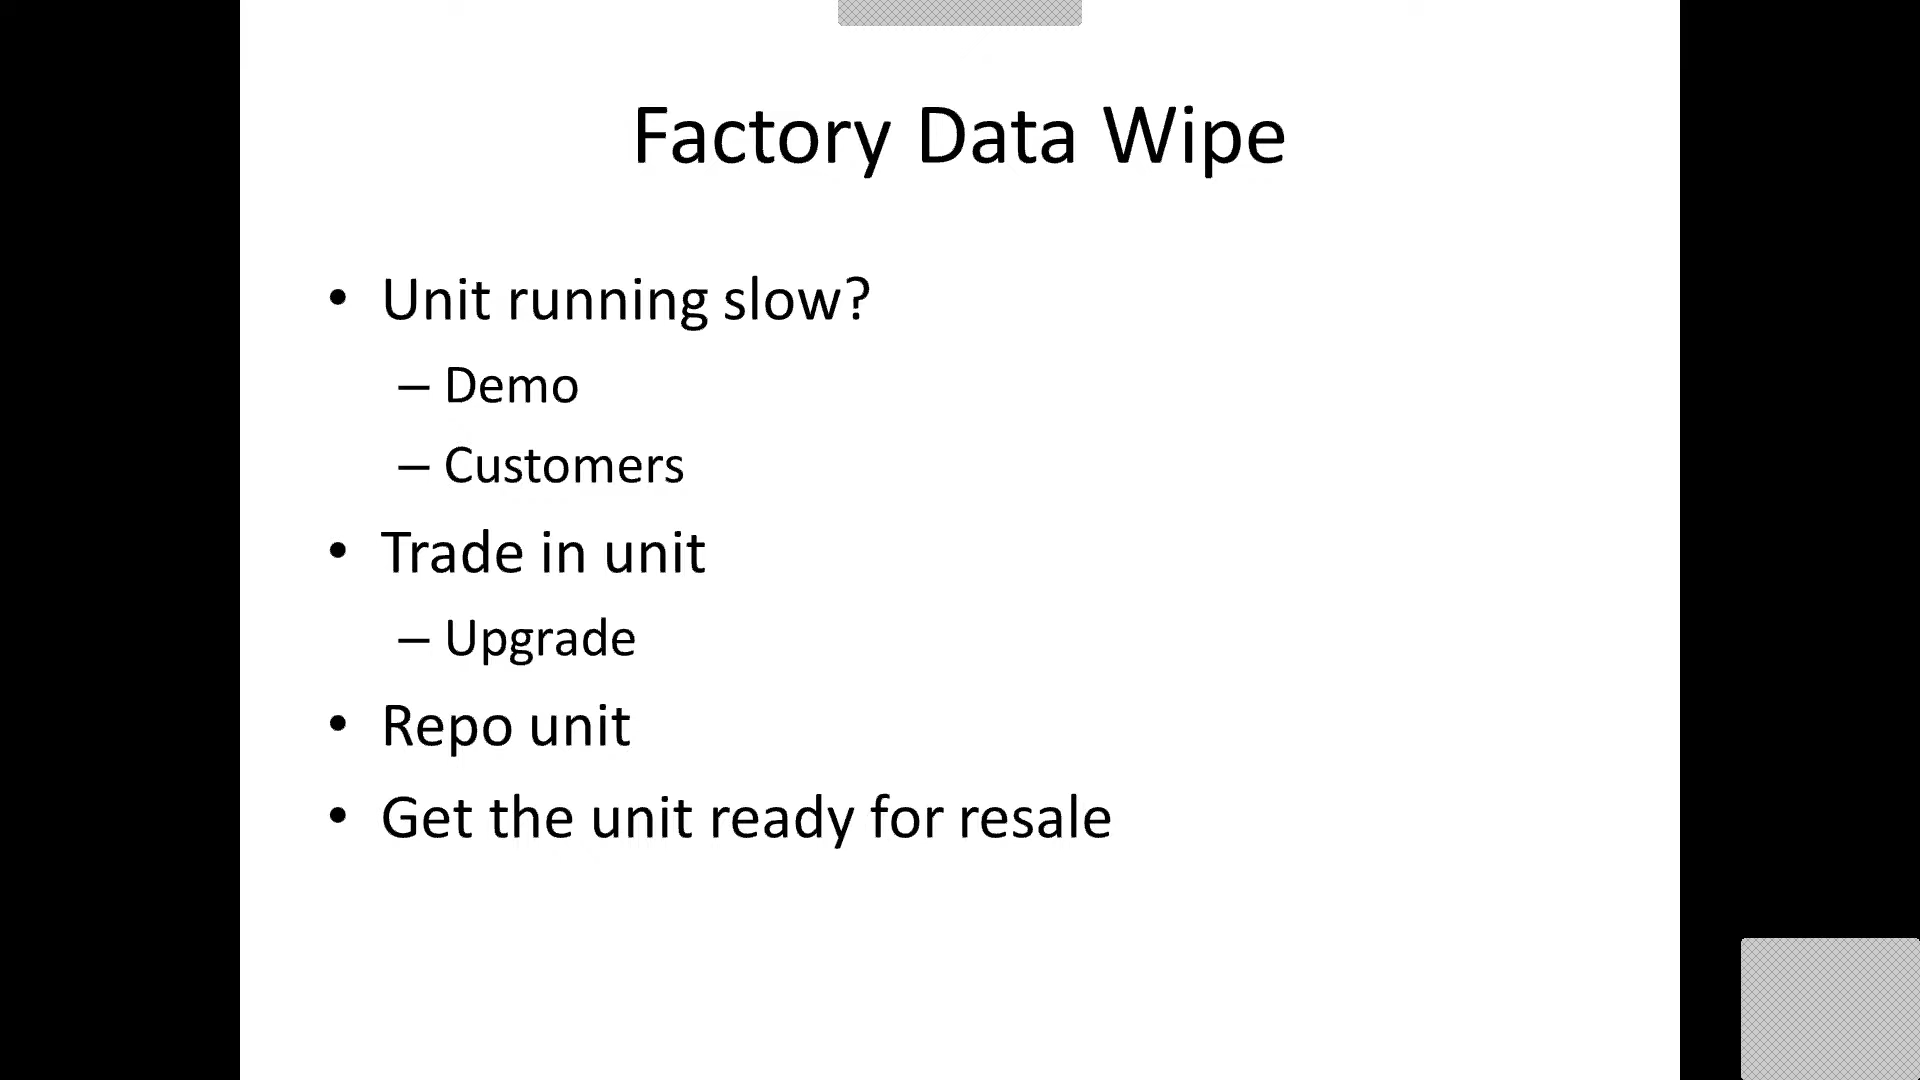 Factory Data Wipe
• Unit running slow?
– Demo
– Customers
• Trade in unit
– Upgrade
• Repo unit
• Get the unit ready for resale